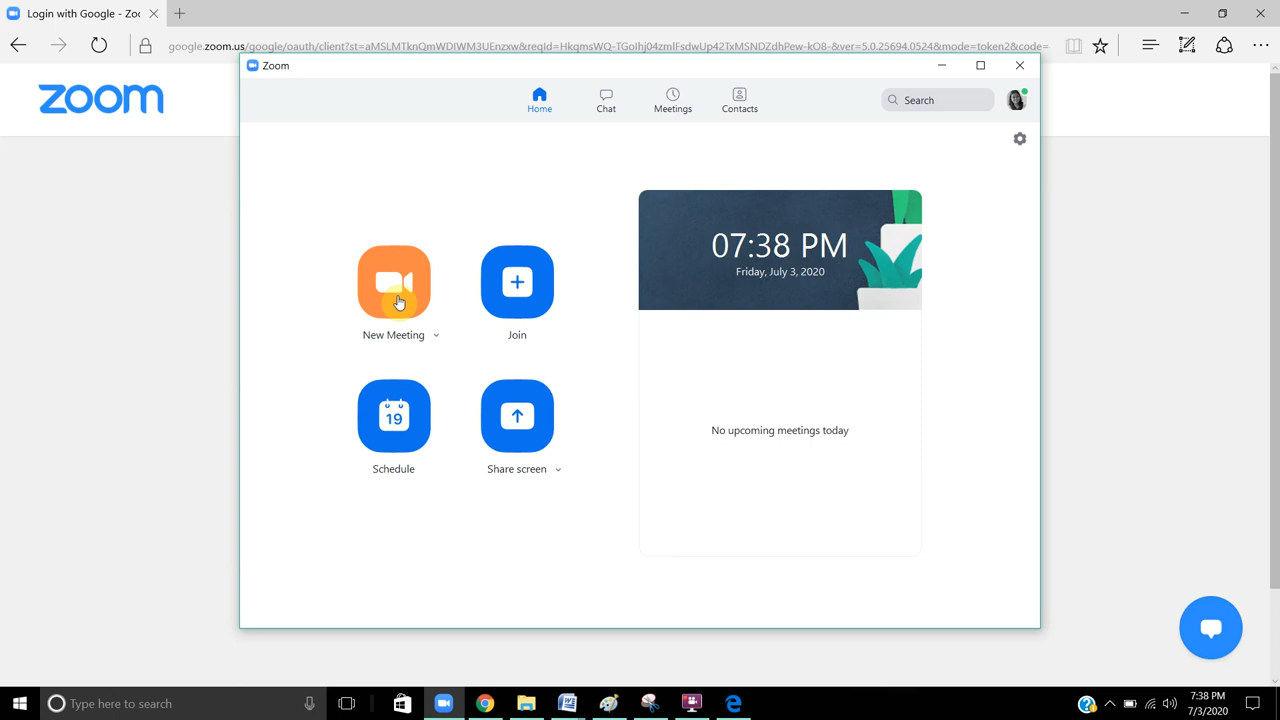 Login with Google - Zoo
google.zoom.us/google/oauth/client?st=aMSLMTknQmWDIWM3UEnzxw&reqId=HkqmsWQ-TGoIhj04zmIFsdwUp42TxMSNDZdhPew-kO8-&ver=5.0.25694.0524&mode=token2&code=
zoom
Zoom
Home
Chat
Meetings
Contacts
Search
07:38 PM
Friday, July 3, 2020
New Meeting
Join
19
Schedule
Share screen
No upcoming meetings today
Type here to search
7:38 PM
7/3/2020